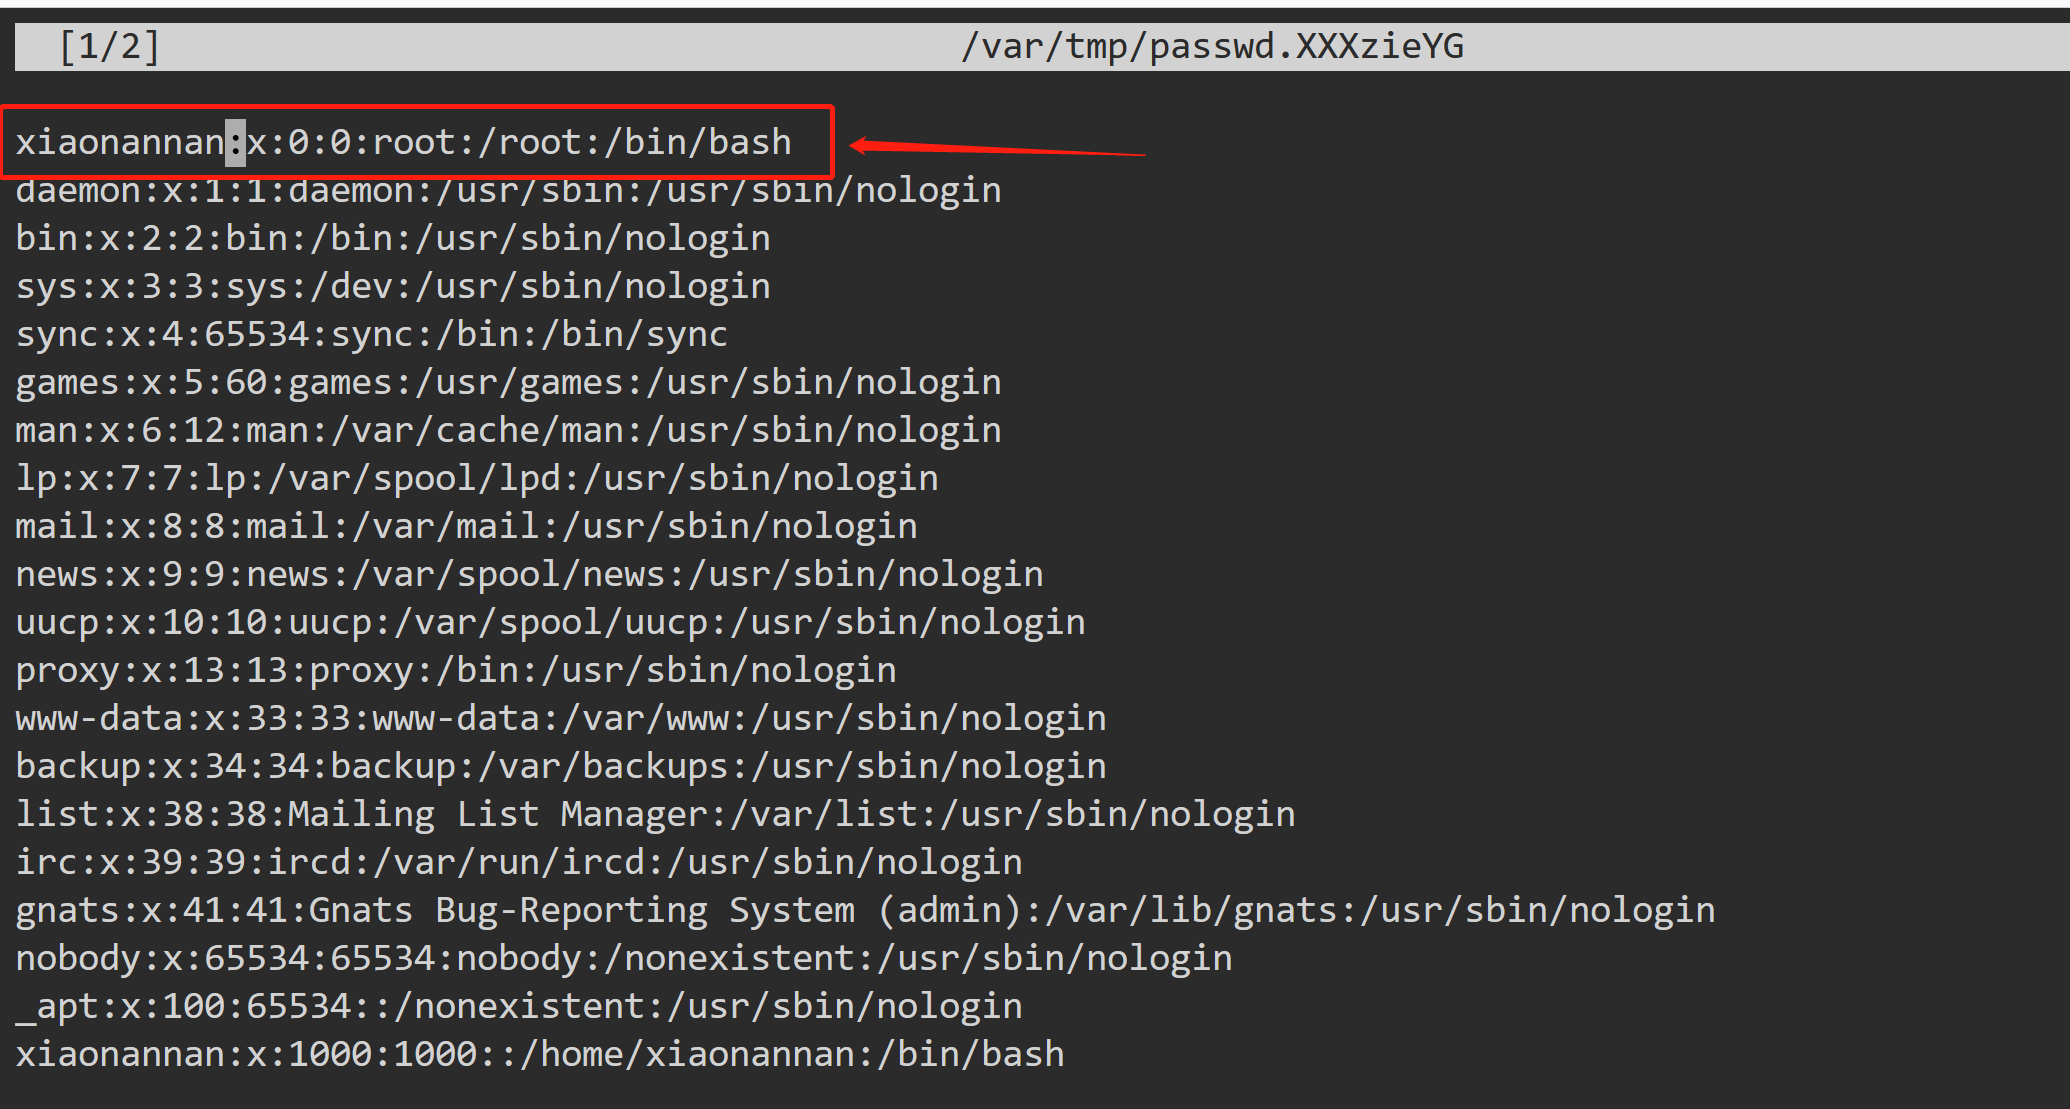 [1/2] /var/tmp/passwd.XXXzieYG
xiaonannan:x:0:0:root:/root:/bin/bash
daemon:x:1:1:daemon:/usr/sbin:/usr/sbin/nologin
bin:x:2:2:bin:/bin:/usr/sbin/nologin
sys:x:3:3:sys:/dev:/usr/sbin/nologin
sync:x:4:65534:sync:/bin:/bin/sync
games:x:5:60:games:/usr/games:/usr/sbin/nologin
man:x:6:12:man:/var/cache/man:/usr/sbin/nologin
lp:x:7:7:lp:/var/spool/lpd:/usr/sbin/nologin
mail:x:8:8:mail:/var/mail:/usr/sbin/nologin
news:x:9:9:news:/var/spool/news:/usr/sbin/nologin
uucp:x:10:10:uucp:/var/spool/uucp:/usr/sbin/nologin
proxy:x:13:13:proxy:/bin:/usr/sbin/nologin
www-data:x:33:33:www-data:/var/www:/usr/sbin/nologin
backup:x:34:34:backup:/var/backups:/usr/sbin/nologin
list:x:38:38:Mailing List Manager:/var/list:/usr/sbin/nologin
irc:x:39:39:ircd:/var/run/ircd:/usr/sbin/nologin
gnats:x:41:41:Gnats Bug-Reporting System (admin):/var/lib/gnats:/usr/sbin/nologin
nobody:x:65534:65534:nobody:/nonexistent:/usr/sbin/nologin
_apt:x:100:65534::/nonexistent:/usr/sbin/nologin
xiaonannan:x:1000:1000::/home/xiaonannan:/bin/bash